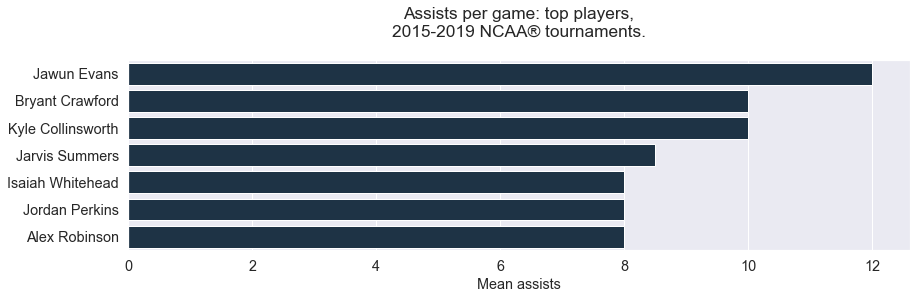 Assists per game: top players,
2015-2019 NCAA® tournaments.
Jawun Evans
Bryant Crawford
Kyle Collinsworth
Jarvis Summers
Isaiah Whitehead
Jordan Perkins
Alex Robinson
0 2 4 6 8 10 12
Mean assists